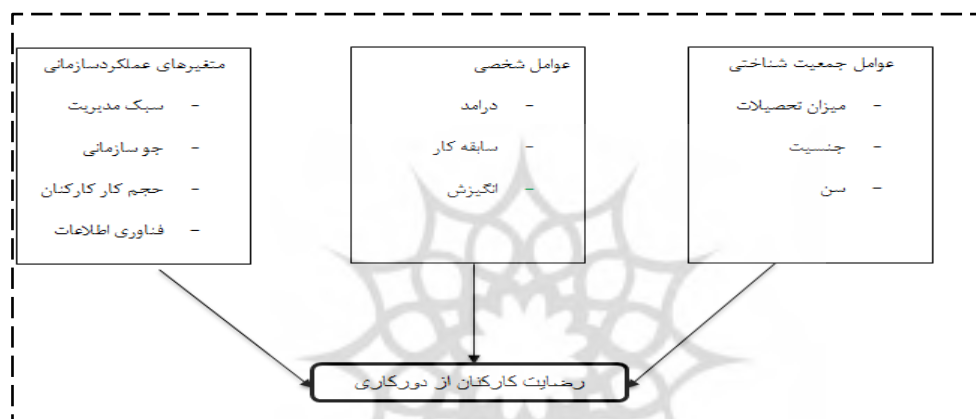 عوامل جمعیت شناختی
- میزان تحصیلات
- جنسیت
- سن
عوامل شخصی
- درامد
- سابقه کار
- انگیزش
متغیرهای عملکردسازمانی
- سبک مدیریت
- جو سازمانی
- حجم کار کارکنان
- فناوری اطلاعات
رضایت کارکنان از دورکاری